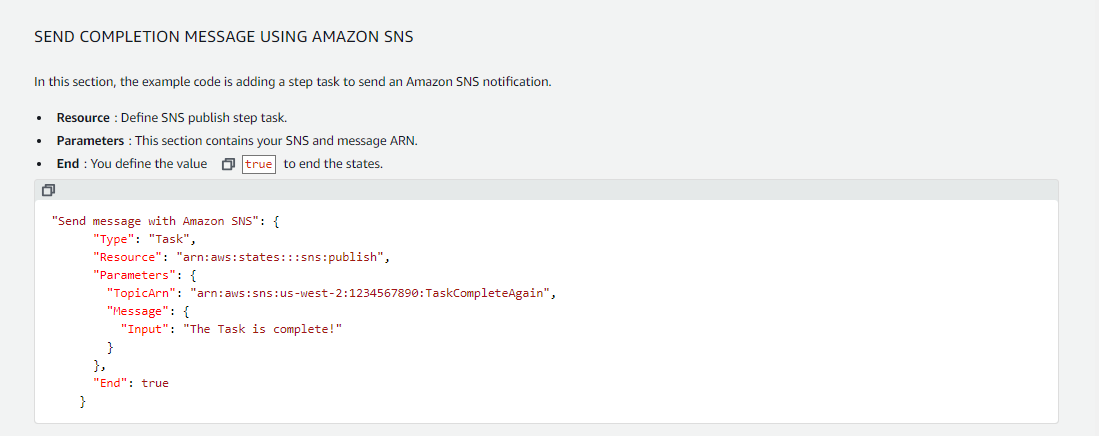 SEND COMPLETION MESSAGE USING AMAZON SNS
In this section, the example code is adding a step task to send an Amazon SNS notification.
• Resource : Define SNS publish step task.
• Parameters : This section contains your SNS and message ARN.
• End : You define the value true to end the states.
"Send message with Amazon SNS": {
"Type": "Task",
"Resource": "arn:aws:states:::sns:publish",
"Parameters": {
"TopicArn": "arn:aws:sns:us-west-2:1234567890:TaskCompleteAgain",
"Message": {
"Input": "The Task is complete!"
}
},
"End": true
}